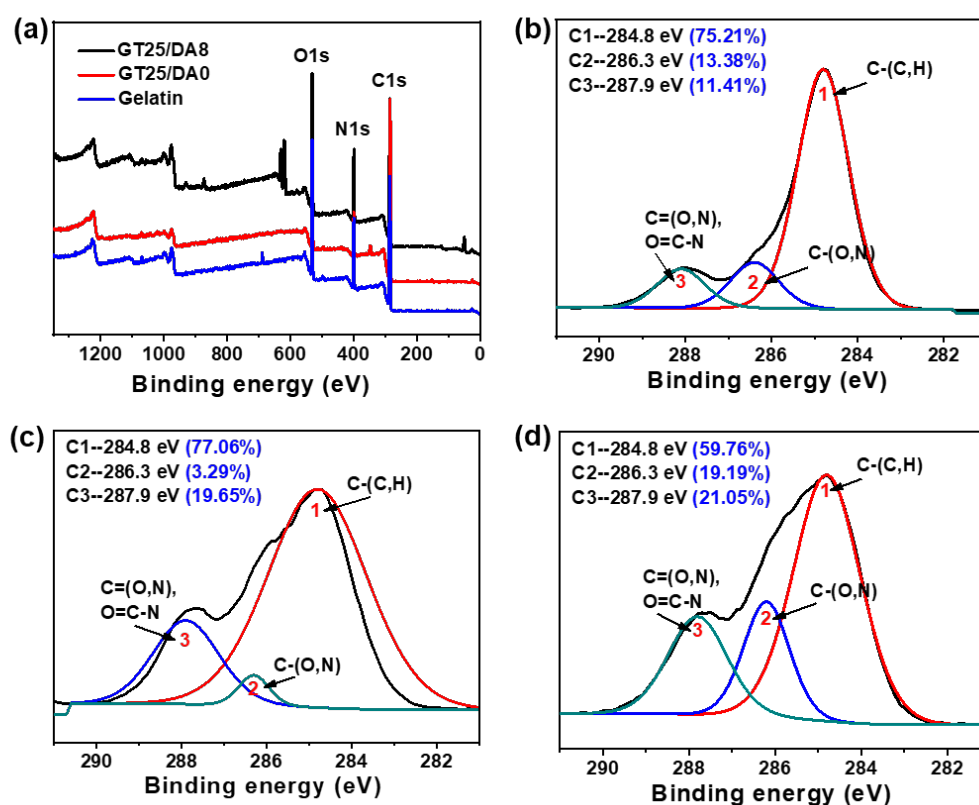 (a)
GT25/DA8
GT25/DA0
Gelatin
O1s
N1s
C1s
1200 1000 800 600 400 200 0
Binding energy (eV)
(b)
C1--284.8 eV (75.21%)
C2--286.3 eV (13.38%)
C3--287.9 eV (11.41%)
C-(C,H)
1
C=(O,N),
O=C-N
C-(O,N)
3
2
290 288 286 284 282
Binding energy (eV)
(c)
C1--284.8 eV (77.06%)
C2--286.3 eV (3.29%)
C3--287.9 eV (19.65%)
C-(C,H)
1
C=(O,N),
O=C-N
3
C-(O,N)
2
290 288 286 284 282
Binding energy (eV)
(d)
C1--284.8 eV (59.76%)
C2--286.3 eV (19.19%)
C3--287.9 eV (21.05%)
C-(C,H)
1
C=(O,N),
O=C-N
C-(O,N)
2
3
290 288 286 284 282
Binding energy (eV)